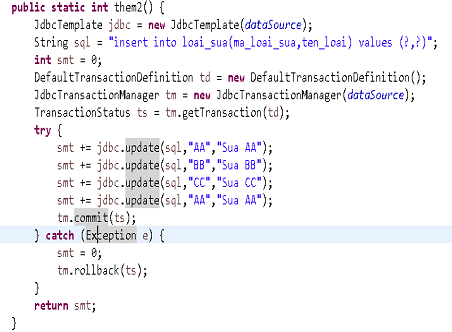 public static int them2() {
JdbcTemplate jdbc = new JdbcTemplate(dataSource);
String sql = "insert into loai_sua(ma_loai_sua,ten_loai) values (?,?)";
int smt = 0;
DefaultTransactionDefinition td = new DefaultTransactionDefinition();
JdbcTransactionManager tm = new JdbcTransactionManager(dataSource);
TransactionStatus ts = tm.getTransaction(td);
try {
smt += jdbc.update(sql,"AA","Sua AA");
smt += jdbc.update(sql,"BB","Sua BB");
smt += jdbc.update(sql,"CC","Sua CC");
smt += jdbc.update(sql,"AA","Sua AA");
tm.commit(ts);
} catch (Exception e) {
smt = 0;
tm.rollback(ts);
}
return smt;
}